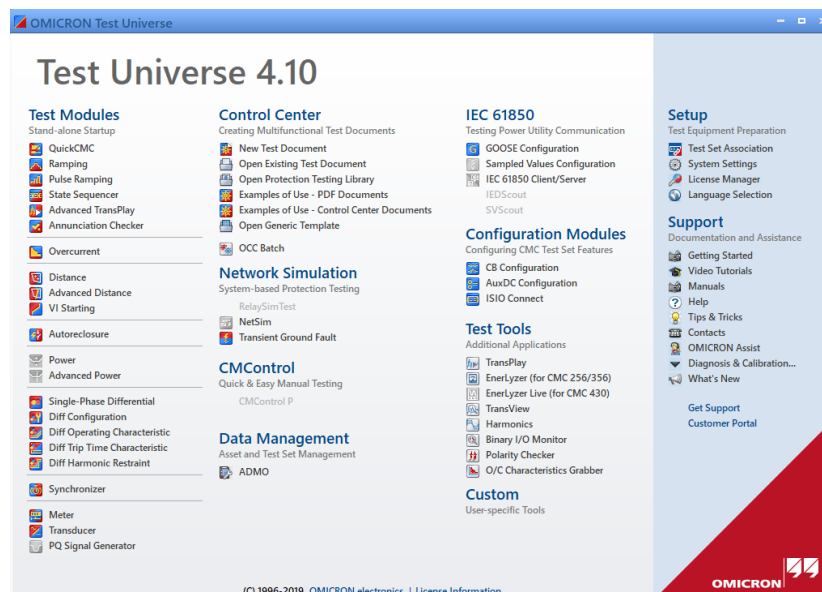 OMICRON Test Universe
Test Universe 4.10
Test Modules
Stand-alone Startup
QuickCMC
Ramping
Pulse Ramping
State Sequencer
Advanced TransPlay
Annunciation Checker
Overcurrent
Distance
Advanced Distance
VI Starting
Autoreclosure
Power
Advanced Power
Single-Phase Differential
Diff Configuration
Diff Operating Characteristic
Diff Trip Time Characteristic
Diff Harmonic Restraint
Synchronizer
Meter
Transducer
PQ Signal Generator
Control Center
Creating Multifunctional Test Documents
New Test Document
Open Existing Test Document
Open Protection Testing Library
Examples of Use - PDF Documents
Examples of Use - Control Center Documents
Open Generic Template
OCC Batch
Network Simulation
System-based Protection Testing
RelaySimTest
NetSim
Transient Ground Fault
CMControl
Quick & Easy Manual Testing
CMControl P
Data Management
Asset and Test Set Management
ADMO
IEC 61850
Testing Power Utility Communication
GOOSE Configuration
Sampled Values Configuration
IEC 61850 Client/Server
IEDScout
SVScout
Configuration Modules
Configuring CMC Test Set Features
CB Configuration
AuxDC Configuration
ISIO Connect
Test Tools
Additional Applications
TransPlay
EnerLyzer (for CMC 256/356)
EnerLyzer Live (for CMC 430)
TransView
Harmonics
Binary I/O Monitor
Polarity Checker
O/C Characteristics Grabber
Custom
User-specific Tools
Setup
Test Equipment Preparation
Test Set Association
System Settings
License Manager
Language Selection
Support
Documentation and Assistance
Getting Started
Video Tutorials
Manuals
Help
Tips & Tricks
Contacts
OMICRON Assist
Diagnosis & Calibration...
What's New
Get Support
Customer Portal
(C) 1996-2019 OMICRON electronics | License Information
OMICRON